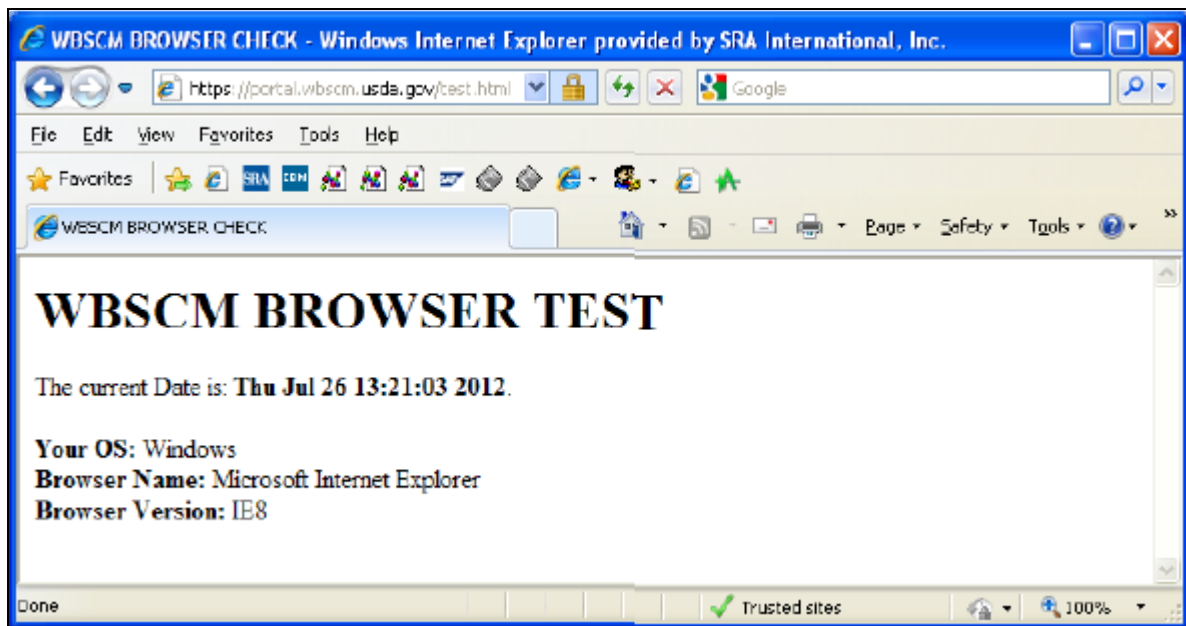 WBSCM BROWSER CHECK - Windows Internet Explorer provided by SRA International, Inc.
https://portal.wbscm.usda.gov/test.html Google
File Edit View Favorites Tools Help
Favorites SRA
WBSCM BROWSER CHECK Page Safety Tools
WBSCM BROWSER TEST
The current Date is: Thu Jul 26 13:21:03 2012.
Your OS: Windows
Browser Name: Microsoft Internet Explorer
Browser Version: IE8
Done Trusted sites 100%